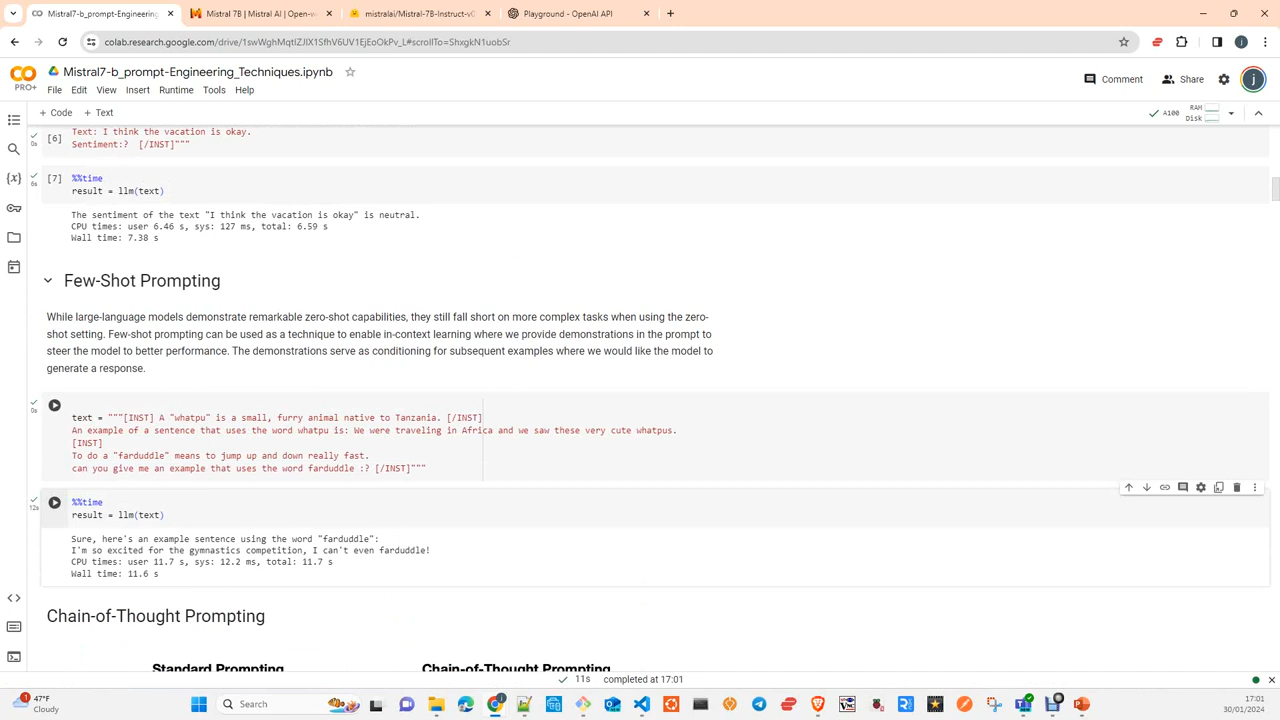 Mistral7-b_prompt-Engineering
Mistral 7B | Mistral AI | Open-w
mistralai/Mistral-7B-Instruct-v0
Playground - OpenAI API
colab.research.google.com/drive/1swWghMqtIZJIX1SfhV6UV1EjEoOkPv_L#scrollTo=ShxgkN1uobSr
PRO+
Mistral7-b_prompt-Engineering_Techniques.ipynb
Comment
Share
j
File Edit View Insert Runtime Tools Help
+ Code + Text
A100
RAM
Disk
[6]
0s
Text: I think the vacation is okay.
Sentiment:? [/INST]"""
[7]
6s
%%time
result = llm(text)
The sentiment of the text "I think the vacation is okay" is neutral.
CPU times: user 6.46 s, sys: 127 ms, total: 6.59 s
Wall time: 7.38 s
Few-Shot Prompting
While large-language models demonstrate remarkable zero-shot capabilities, they still fall short on more complex tasks when using the zero-
shot setting. Few-shot prompting can be used as a technique to enable in-context learning where we provide demonstrations in the prompt to
steer the model to better performance. The demonstrations serve as conditioning for subsequent examples where we would like the model to
generate a response.
0s
text = """[INST] A "whatpu" is a small, furry animal native to Tanzania. [/INST]
An example of a sentence that uses the word whatpu is: We were traveling in Africa and we saw these very cute whatpus.
[INST]
To do a "farduddle" means to jump up and down really fast.
can you give me an example that uses the word farduddle :? [/INST]"""
12s
%%time
result = llm(text)
Sure, here's an example sentence using the word "farduddle":
I'm so excited for the gymnastics competition, I can't even farduddle!
CPU times: user 11.7 s, sys: 12.2 ms, total: 11.7 s
Wall time: 11.6 s
Chain-of-Thought Prompting
Standard Prompting
Chain-of-Thought Prompting
11s completed at 17:01
47°F
Cloudy
Search
17:01
30/01/2024